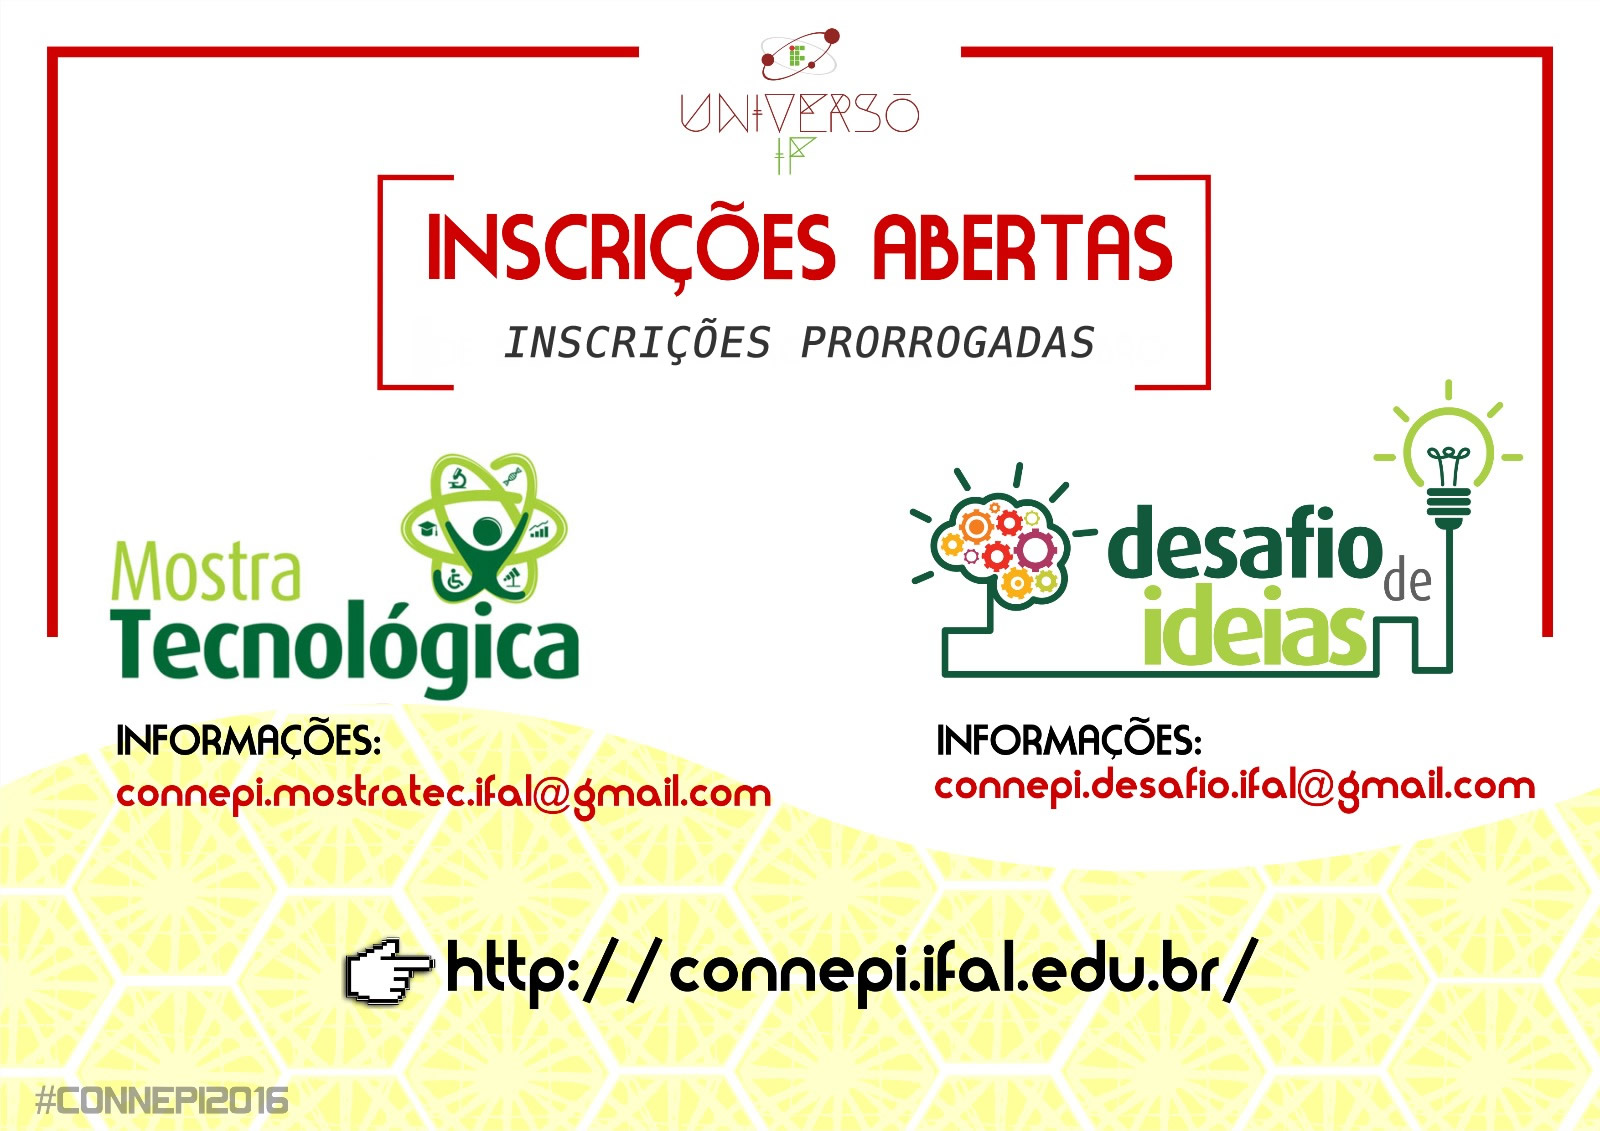 UNIVERSŌ
IF
INSCRIÇÕES ABERTAS
INSCRIÇÕES PRORROGADAS
Mostra
Tecnológica
desafio de
ideias
INFORMAÇÕES:
connepi.mostratec.ifal@gmail.com
INFORMAÇÕES:
connepi.desafio.ifal@gmail.com
http://connepi.ifal.edu.br/
#CONNEPI2016